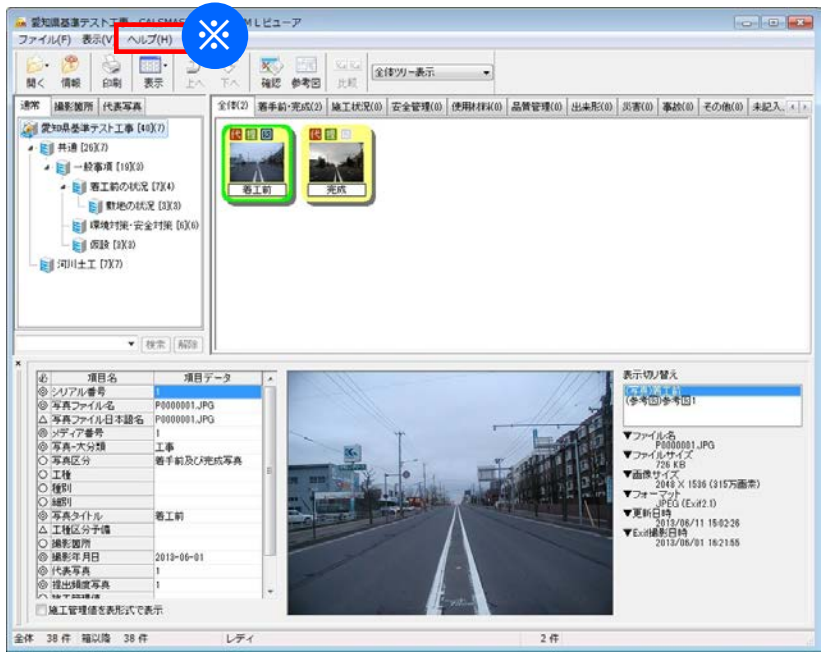 愛知県基準テスト工事
MLビューア
ファイル(F) 表示(V) ヘルプ(H)
※
開く 情報 印刷 表示 上へ 下へ 確認 参考図 比較 全体ツリー表示
通常 撮影箇所 代表写真
全体(2) 着手前・完成(2) 施工状況(0) 安全管理(0) 使用材料(0) 品質管理(0) 出来形(0) 災害(0) 事故(0) その他(0) 未記入
愛知県基準テスト工事 [40](7)
共通 [26](7)
一般事項 [19](3)
着工前の状況 [7](4)
敷地の状況 [3](3)
環境対策・安全対策 [6](6)
仮設 [3](3)
河川土工 [7](7)
代 提 図
代 提
着工前
完成
検索 解除
必 項目名 項目データ
◎ シリアル番号 1
◎ 写真ファイル名 P0000001.JPG
△ 写真ファイル日本語名 P0000001.JPG
◎ メディア番号 1
◎ 写真-大分類 工事
○ 写真区分 着手前及び完成写真
○ 工種
○ 種別
○ 細別
◎ 写真タイトル 着工前
△ 工種区分予備
○ 撮影箇所
◎ 撮影年月日 2013-06-01
◎ 代表写真 1
◎ 提出頻度写真 1
○ 施工管理値
施工管理値を表形式で表示
表示切り替え
(写真)着工前
(参考図)参考図1
▼ファイル名
P0000001.JPG
▼ファイルサイズ
726 KB
▼画像サイズ
2048 X 1536 (315万画素)
▼フォーマット
JPEG (Exif2.1)
▼更新日時
2013/06/11 15:02:26
▼Exif撮影日時
2013/06/01 16:21:55
全体 38 件 箱以降 38 件 レディ 2 件